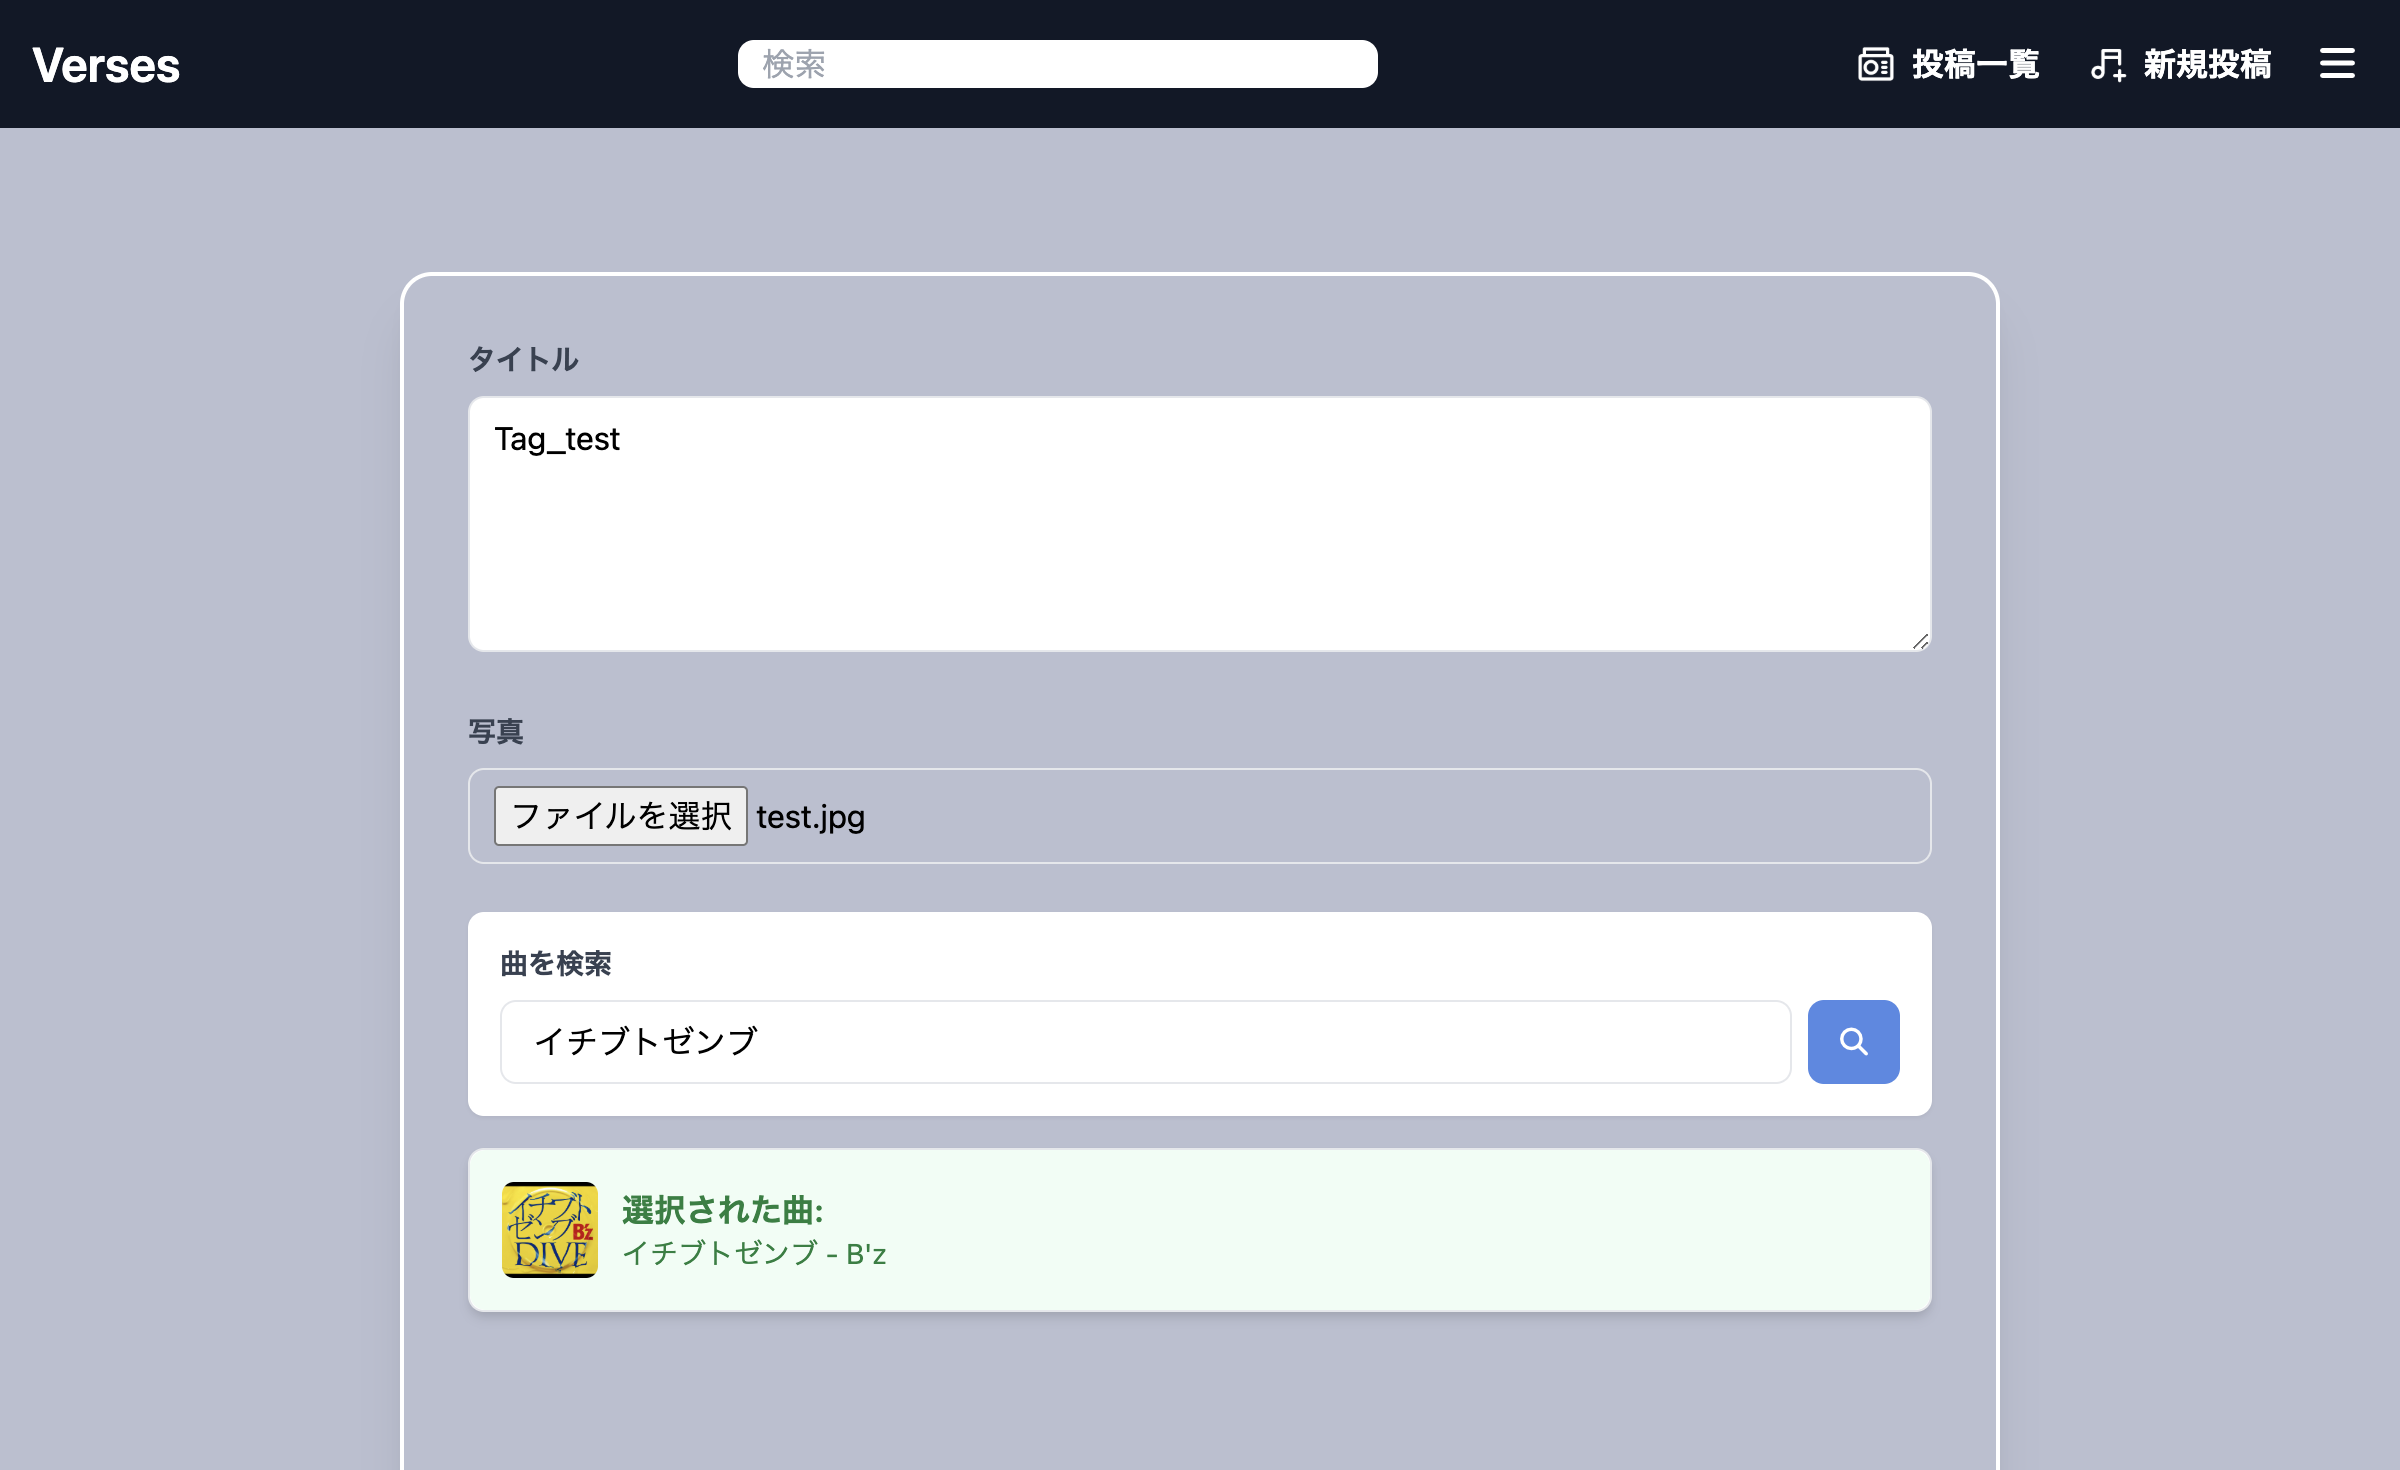 Verses
検索
投稿一覧
新規投稿
タイトル
Tag_test
写真
ファイルを選択 test.jpg
曲を検索
イチブトゼンブ
イチブト
ゼンブ B'z
DIVE
選択された曲:
イチブトゼンブ - B'z